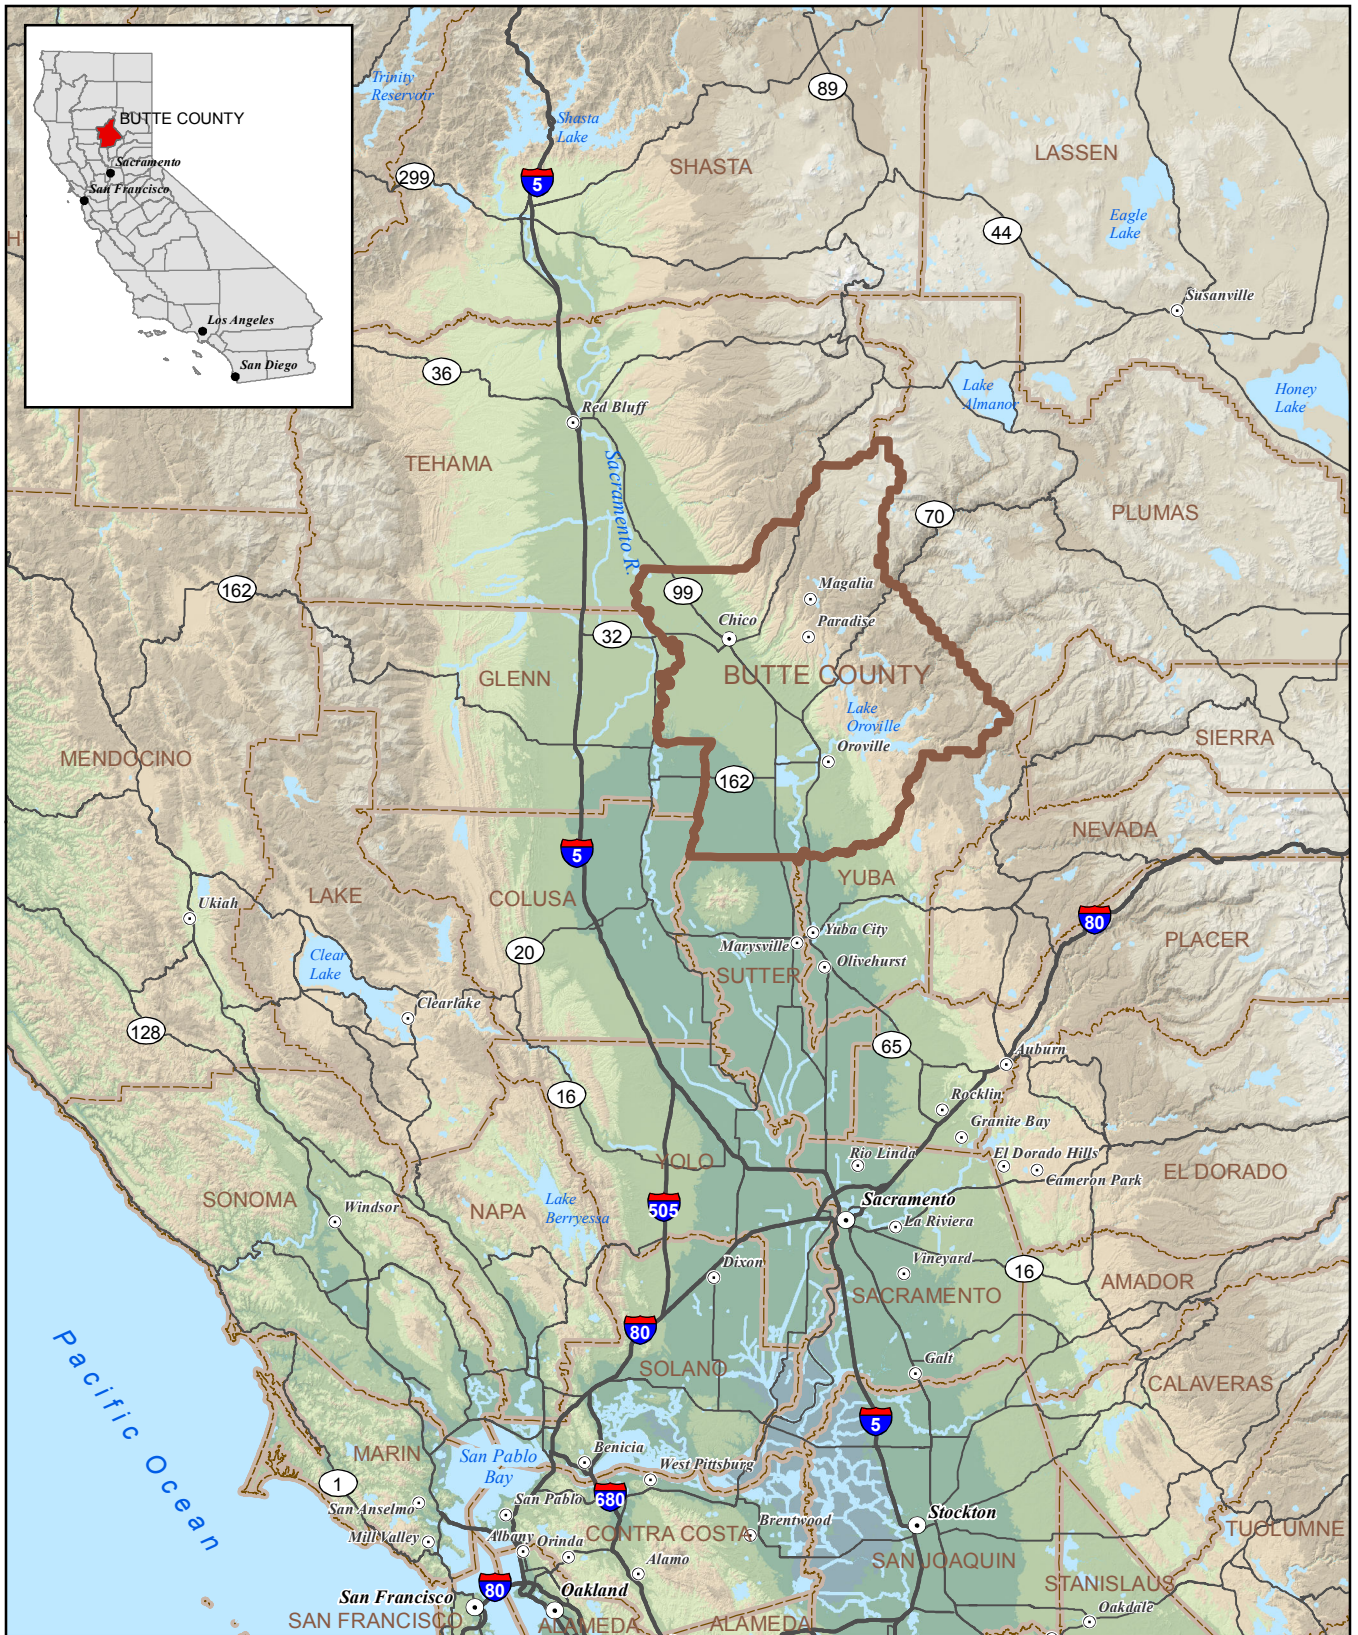 BUTTE COUNTY
Sacramento
San Francisco
Los Angeles
San Diego
H
Trinity
Reservoir
Shasta
Lake
89
SHASTA
LASSEN
299
5
Eagle
Lake
44
Susanville
36
Lake
Almanor
Honey
Lake
Red Bluff
TEHAMA
Sacramento R.
70
PLUMAS
162
99
Magalia
Chico
Paradise
32
BUTTE COUNTY
GLENN
Lake
Oroville
MENDOCINO
SIERRA
Oroville
162
NEVADA
5
YUBA
LAKE
COLUSA
Ukiah
80
PLACER
Yuba City
Marysville
20
Clear
Lake
Olivehurst
SUTTER
Clearlake
128
65
Auburn
16
Rocklin
Granite Bay
Rio Linda
El Dorado Hills
YOLO
EL DORADO
Cameron Park
SONOMA
Windsor
NAPA
Lake
Berryessa
505
Sacramento
La Riviera
Vineyard
16
Dixon
SACRAMENTO
AMADOR
80
Galt
SOLANO
CALAVERAS
Pacific Ocean
5
MARIN
San Pablo
Bay
Benicia
West Pittsburg
1
San Anselmo
San Pablo
680
Stockton
Brentwood
Mill Valley
Albany
Orinda
CONTRA COSTA
TUOLUMNE
Alamo
SAN JOAQUIN
STANISLAUS
80
San Francisco
Oakland
Oakdale
SAN FRANCISCO
ALAMEDA
ALAMEDA